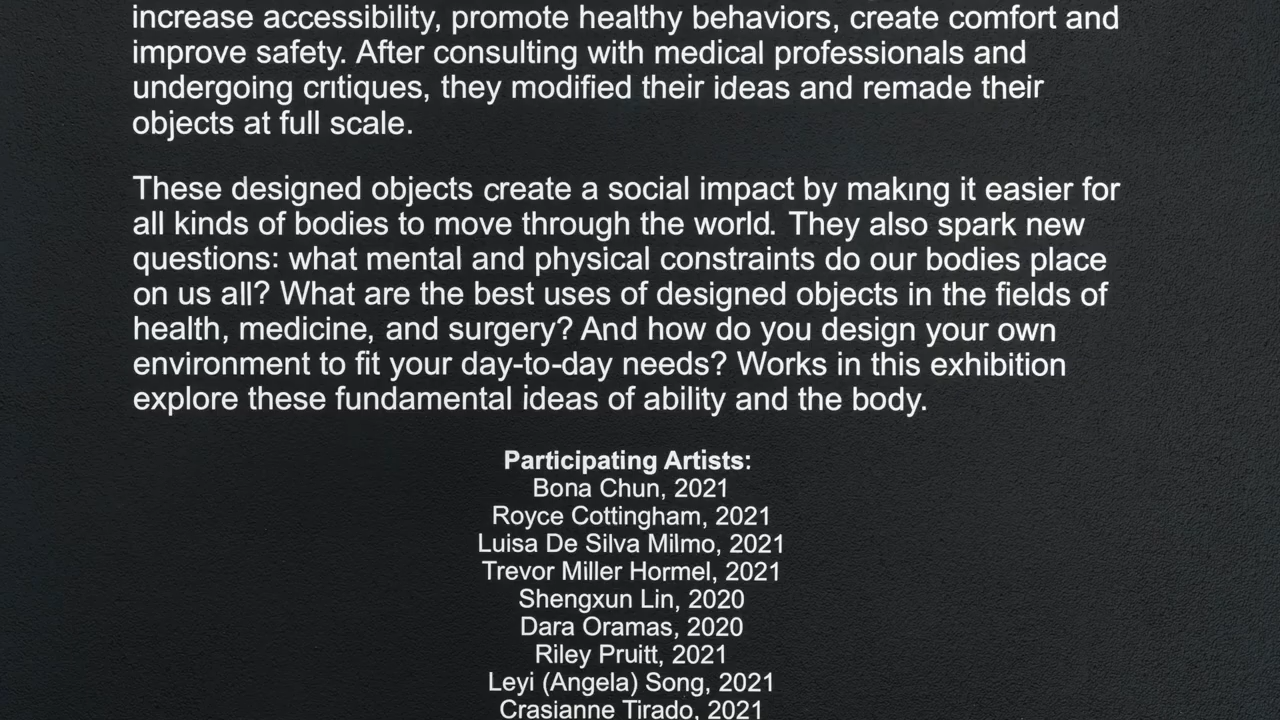 increase accessibility, promote healthy behaviors, create comfort and
improve safety. After consulting with medical professionals and
undergoing critiques, they modified their ideas and remade their
objects at full scale.
These designed objects create a social impact by making it easier for
all kinds of bodies to move through the world. They also spark new
questions: what mental and physical constraints do our bodies place
on us all? What are the best uses of designed objects in the fields of
health, medicine, and surgery? And how do you design your own
environment to fit your day-to-day needs? Works in this exhibition
explore these fundamental ideas of ability and the body.
Participating Artists:
Bona Chun, 2021
Royce Cottingham, 2021
Luisa De Silva Milmo, 2021
Trevor Miller Hormel, 2021
Shengxun Lin, 2020
Dara Oramas, 2020
Riley Pruitt, 2021
Leyi (Angela) Song, 2021
Crasianne Tirado, 2021